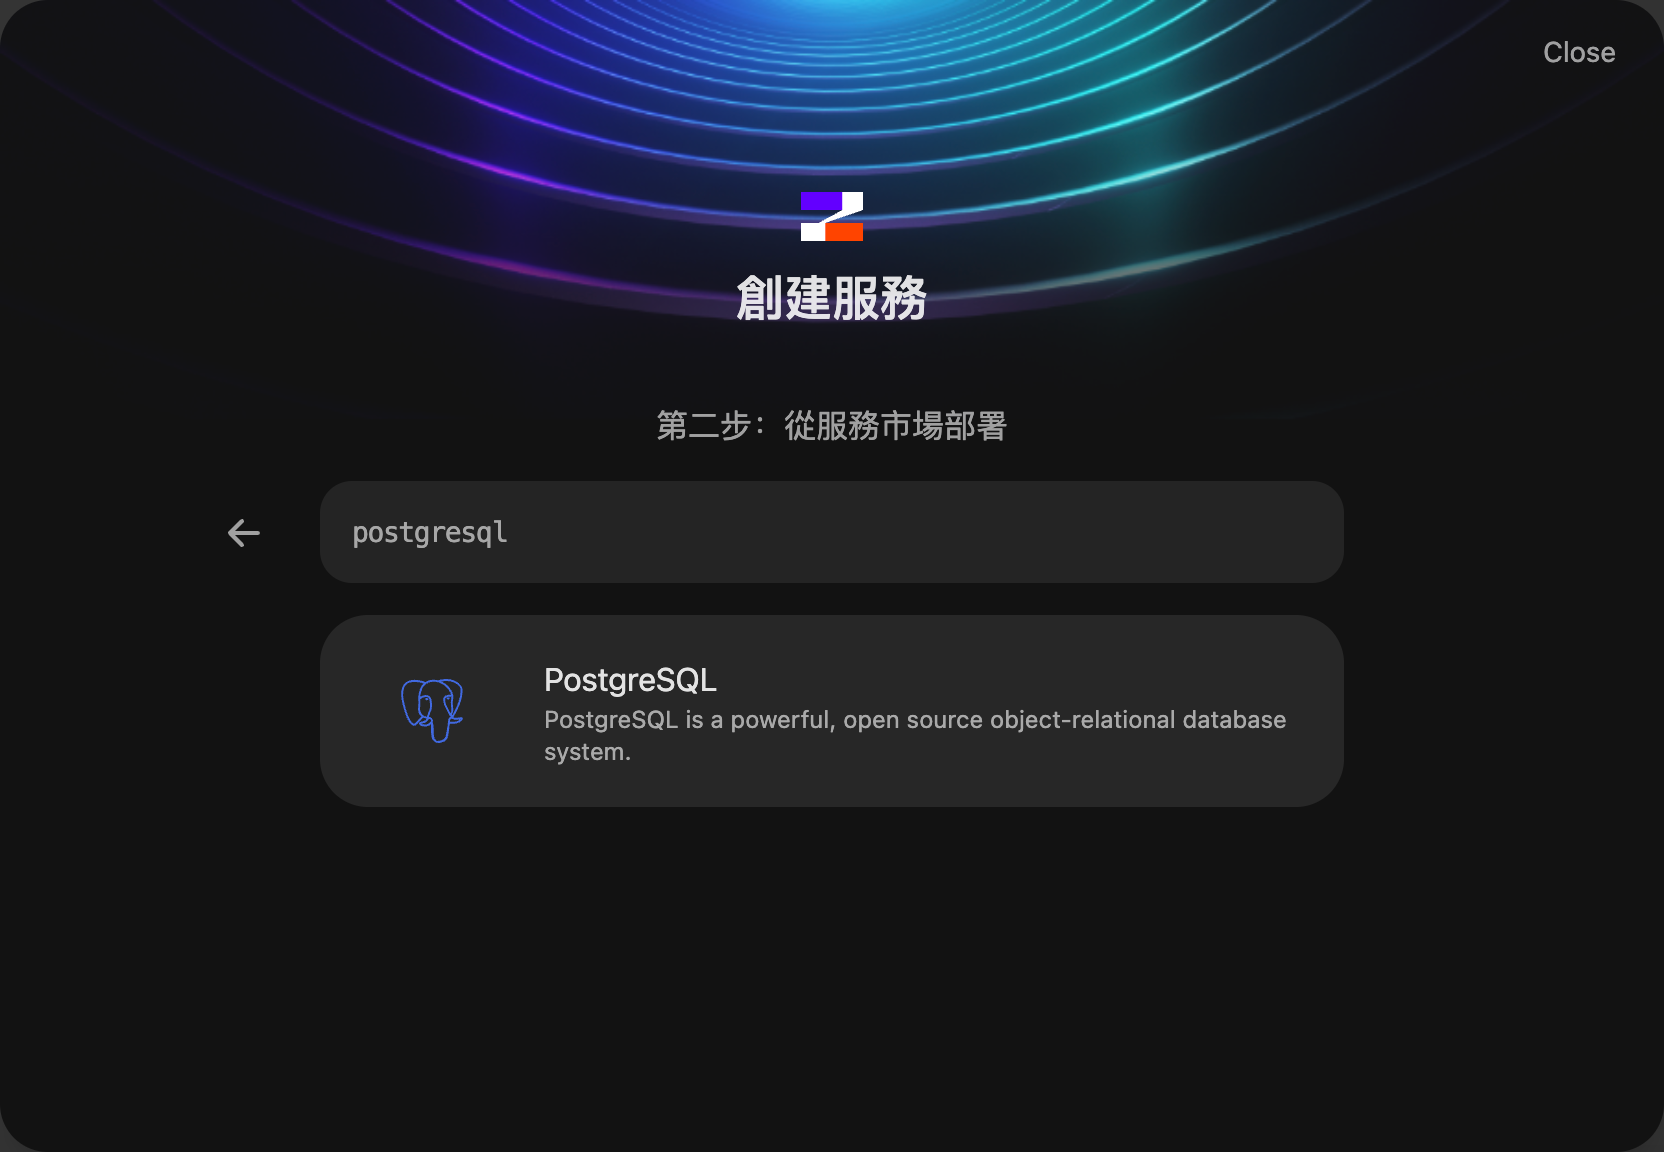 Close
創建服務
第二步：從服務市場部署
postgresql
PostgreSQL
PostgreSQL is a powerful, open source object-relational database
system.